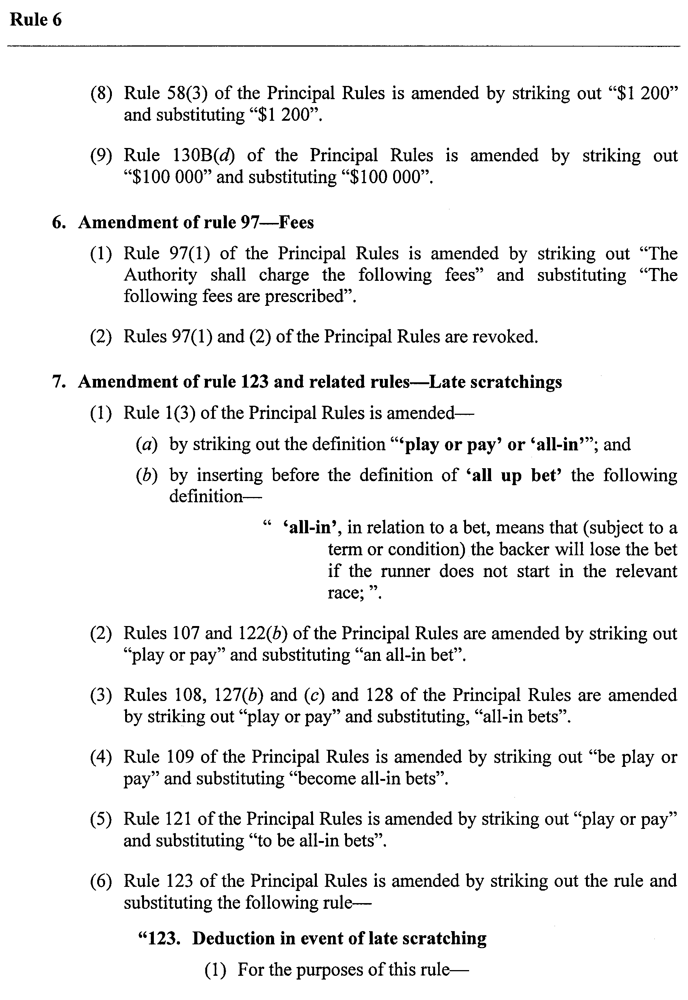 Rule 6
(8) Rule 58(3) of the Principal Rules is amended by striking out “$1 200”
and substituting “$1 200”.
(9) Rule 130B(d) of the Principal Rules is amended by striking out
“$100 000” and substituting “$100 000”.
6. Amendment of rule 97—Fees
(1) Rule 97(1) of the Principal Rules is amended by striking out “The
Authority shall charge the following fees” and substituting “The
following fees are prescribed”.
(2) Rules 97(1) and (2) of the Principal Rules are revoked.
7. Amendment of rule 123 and related rules—Late scratchings
(1) Rule 1(3) of the Principal Rules is amended—
(a) by striking out the definition “‘play or pay’ or ‘all-in’”; and
(b) by inserting before the definition of ‘all up bet’ the following
definition—
“ ‘all-in’, in relation to a bet, means that (subject to a
term or condition) the backer will lose the bet
if the runner does not start in the relevant
race; ”.
(2) Rules 107 and 122(b) of the Principal Rules are amended by striking out
“play or pay” and substituting “an all-in bet”.
(3) Rules 108, 127(b) and (c) and 128 of the Principal Rules are amended
by striking out “play or pay” and substituting, “all-in bets”.
(4) Rule 109 of the Principal Rules is amended by striking out “be play or
pay” and substituting “become all-in bets”.
(5) Rule 121 of the Principal Rules is amended by striking out “play or pay”
and substituting “to be all-in bets”.
(6) Rule 123 of the Principal Rules is amended by striking out the rule and
substituting the following rule—
“123. Deduction in event of late scratching
(1) For the purposes of this rule—